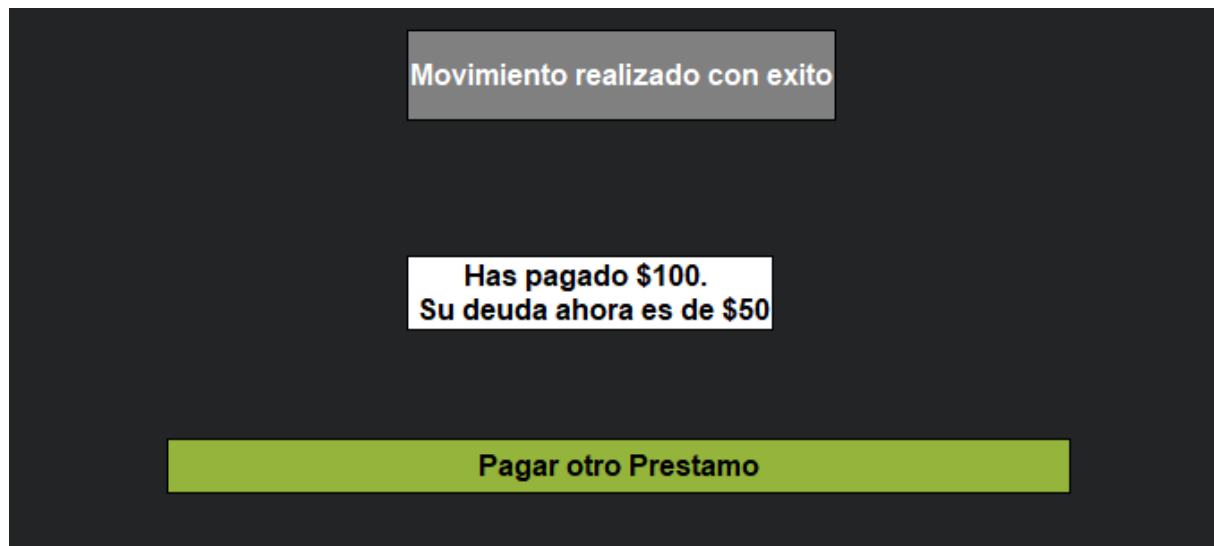 Movimiento realizado con exito
Has pagado $100.
Su deuda ahora es de $50
Pagar otro Prestamo